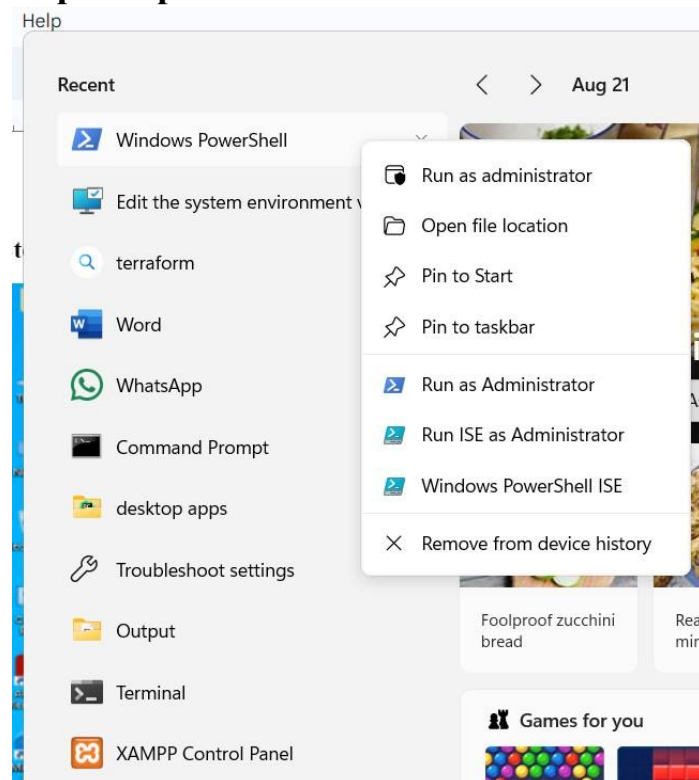 Help
Recent
Aug 21
Windows PowerShell
Run as administrator
Edit the system environment
Open file location
terraform
Pin to Start
Word
Pin to taskbar
WhatsApp
Run as Administrator
Command Prompt
Run ISE as Administrator
desktop apps
Windows PowerShell ISE
Troubleshoot settings
Remove from device history
Output
Foolproof zucchini
bread
Terminal
Games for you
XAMPP Control Panel